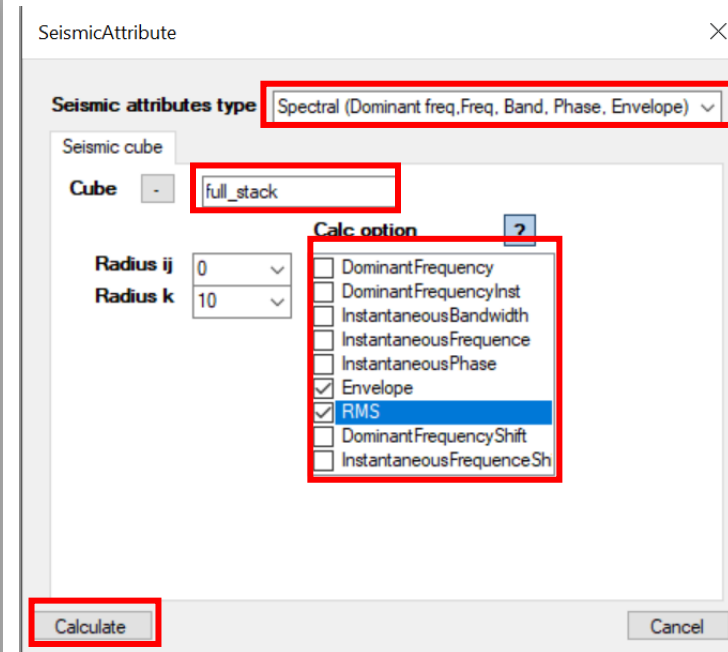 SeismicAttribute
Seismic attributes type Spectral (Dominant freq,Freq, Band, Phase, Envelope)
Seismic cube
Cube - full_stack
Calc option ?
Radius ij 0
Radius k 10
DominantFrequency
DominantFrequencyInst
InstantaneousBandwidth
InstantaneousFrequence
InstantaneousPhase
Envelope
RMS
DominantFrequencyShift
InstantaneousFrequenceSh
Calculate Cancel